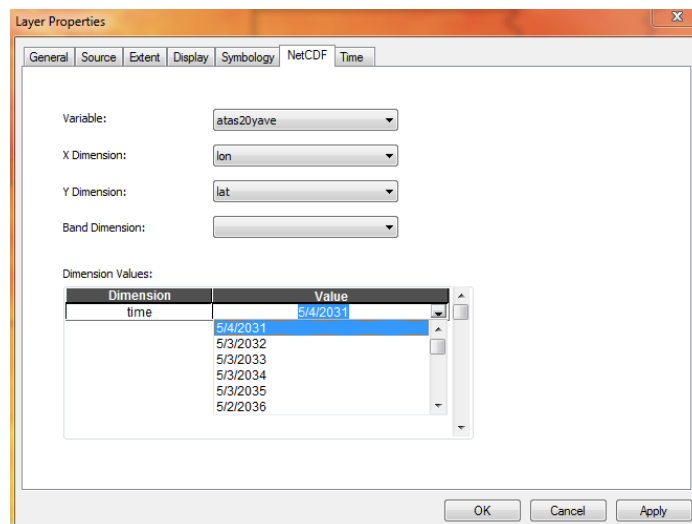 Layer Properties
x
General Source Extent Display Symbology NetCDF Time
Variable: atas20yave
X Dimension: lon
Y Dimension: lat
Band Dimension:
Dimension Values:
Dimension Value
time 5/4/2031
5/4/2031
5/3/2032
5/3/2033
5/3/2034
5/3/2035
5/2/2036
OK Cancel Apply